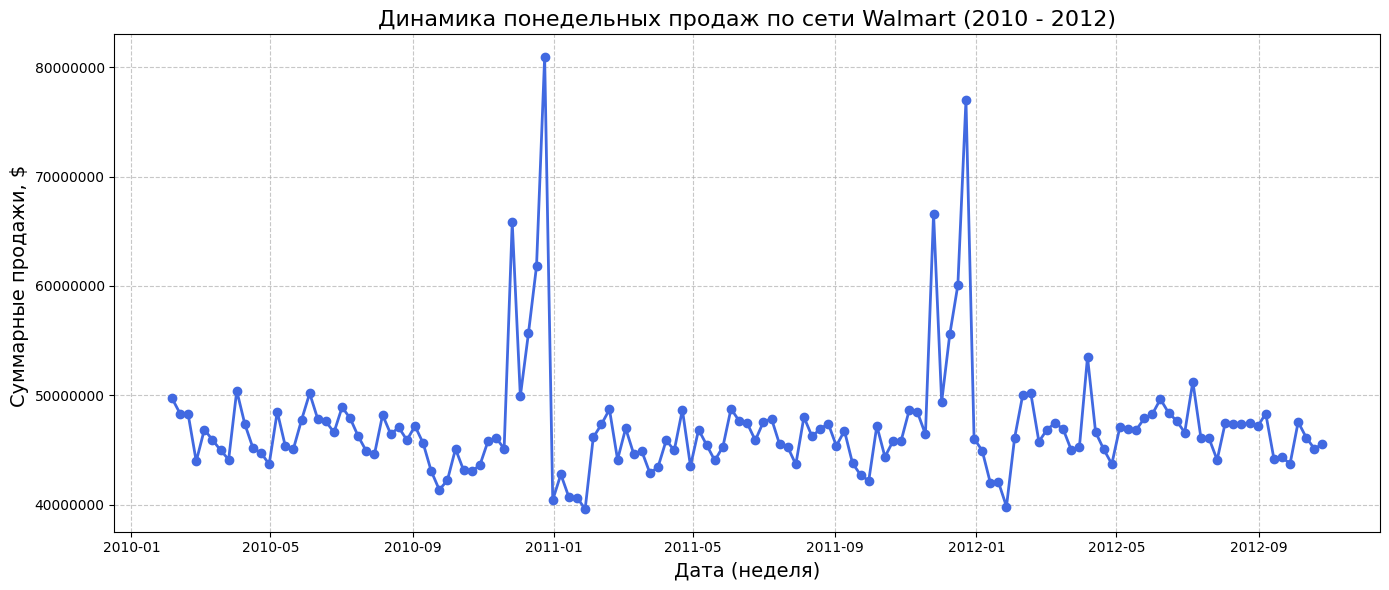 Динамика понедельных продаж по сети Walmart (2010 - 2012)
Суммарные продажи, $
80000000
70000000
60000000
50000000
40000000
2010-01 2010-05 2010-09 2011-01 2011-05 2011-09 2012-01 2012-05 2012-09
Дата (неделя)